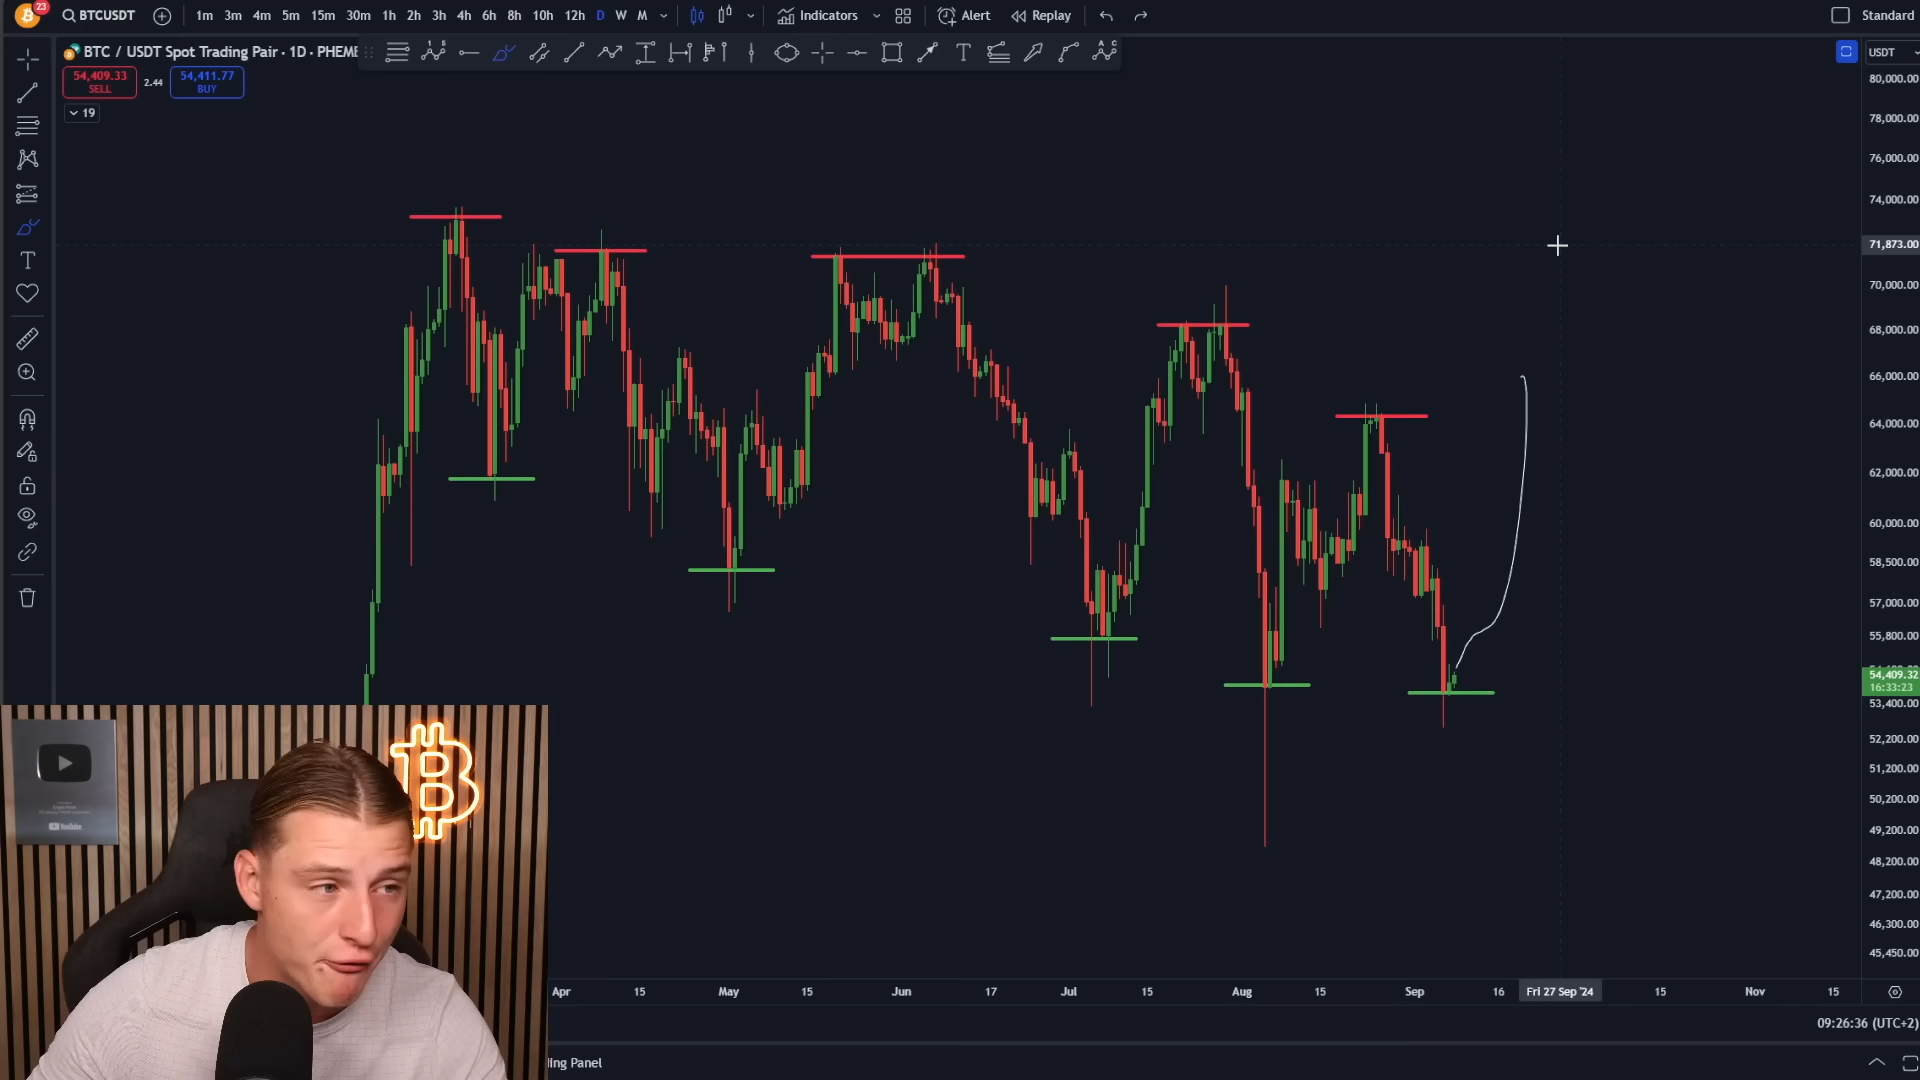 23
BTCUSDT
1m 3m 4m 5m 15m 30m 1h 2h 3h 4h 6h 8h 10h 12h D W M
Indicators
Alert
Replay
Standard
BTC / USDT Spot Trading Pair · 1D · PHEME
USDT
54,409.33
SELL
2.44
54,411.77
BUY
19
80,000.00
78,000.00
76,000.00
74,000.00
71,873.00
70,000.00
68,000.00
66,000.00
64,000.00
62,000.00
60,000.00
58,500.00
57,000.00
55,800.00
54,409.32
16:33:23
53,400.00
52,200.00
51,200.00
50,200.00
49,200.00
48,200.00
47,200.00
46,300.00
45,450.00
YouTube
Apr 15 May 15 Jun 17 Jul 15 Aug 15 Sep 16 Fri 27 Sep '24 15 Nov 15
09:26:36 (UTC+2)
ing Panel